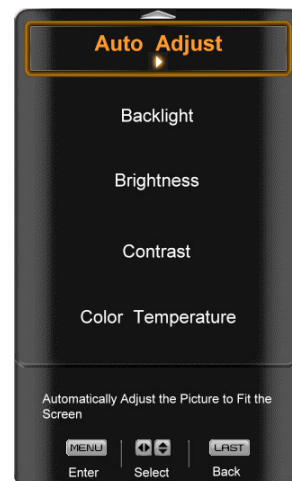 Auto Adjust
Backlight
Brightness
Contrast
Color Temperature
Automatically Adjust the Picture to Fit the
Screen
MENU LAST
Enter Select Back